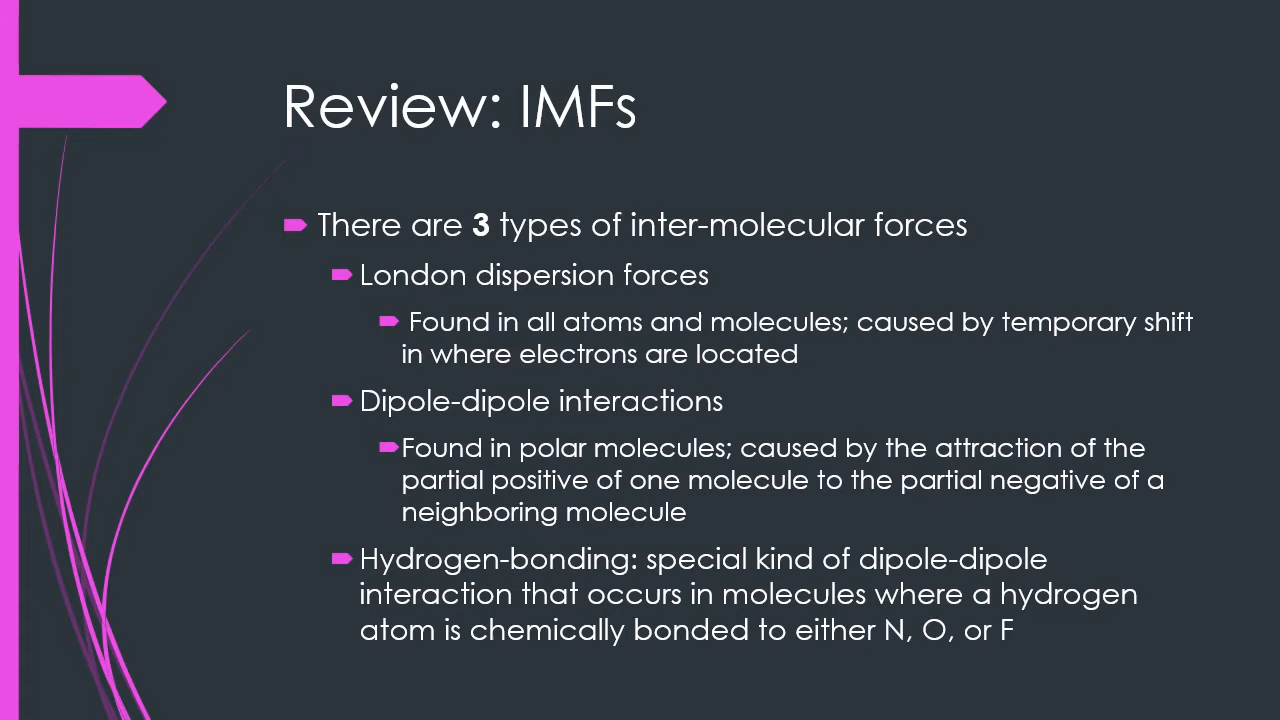 Review: IMFs
There are 3 types of inter-molecular forces
London dispersion forces
Found in all atoms and molecules; caused by temporary shift
in where electrons are located
Dipole-dipole interactions
Found in polar molecules; caused by the attraction of the
partial positive of one molecule to the partial negative of a
neighboring molecule
Hydrogen-bonding: special kind of dipole-dipole
interaction that occurs in molecules where a hydrogen
atom is chemically bonded to either N, O, or F